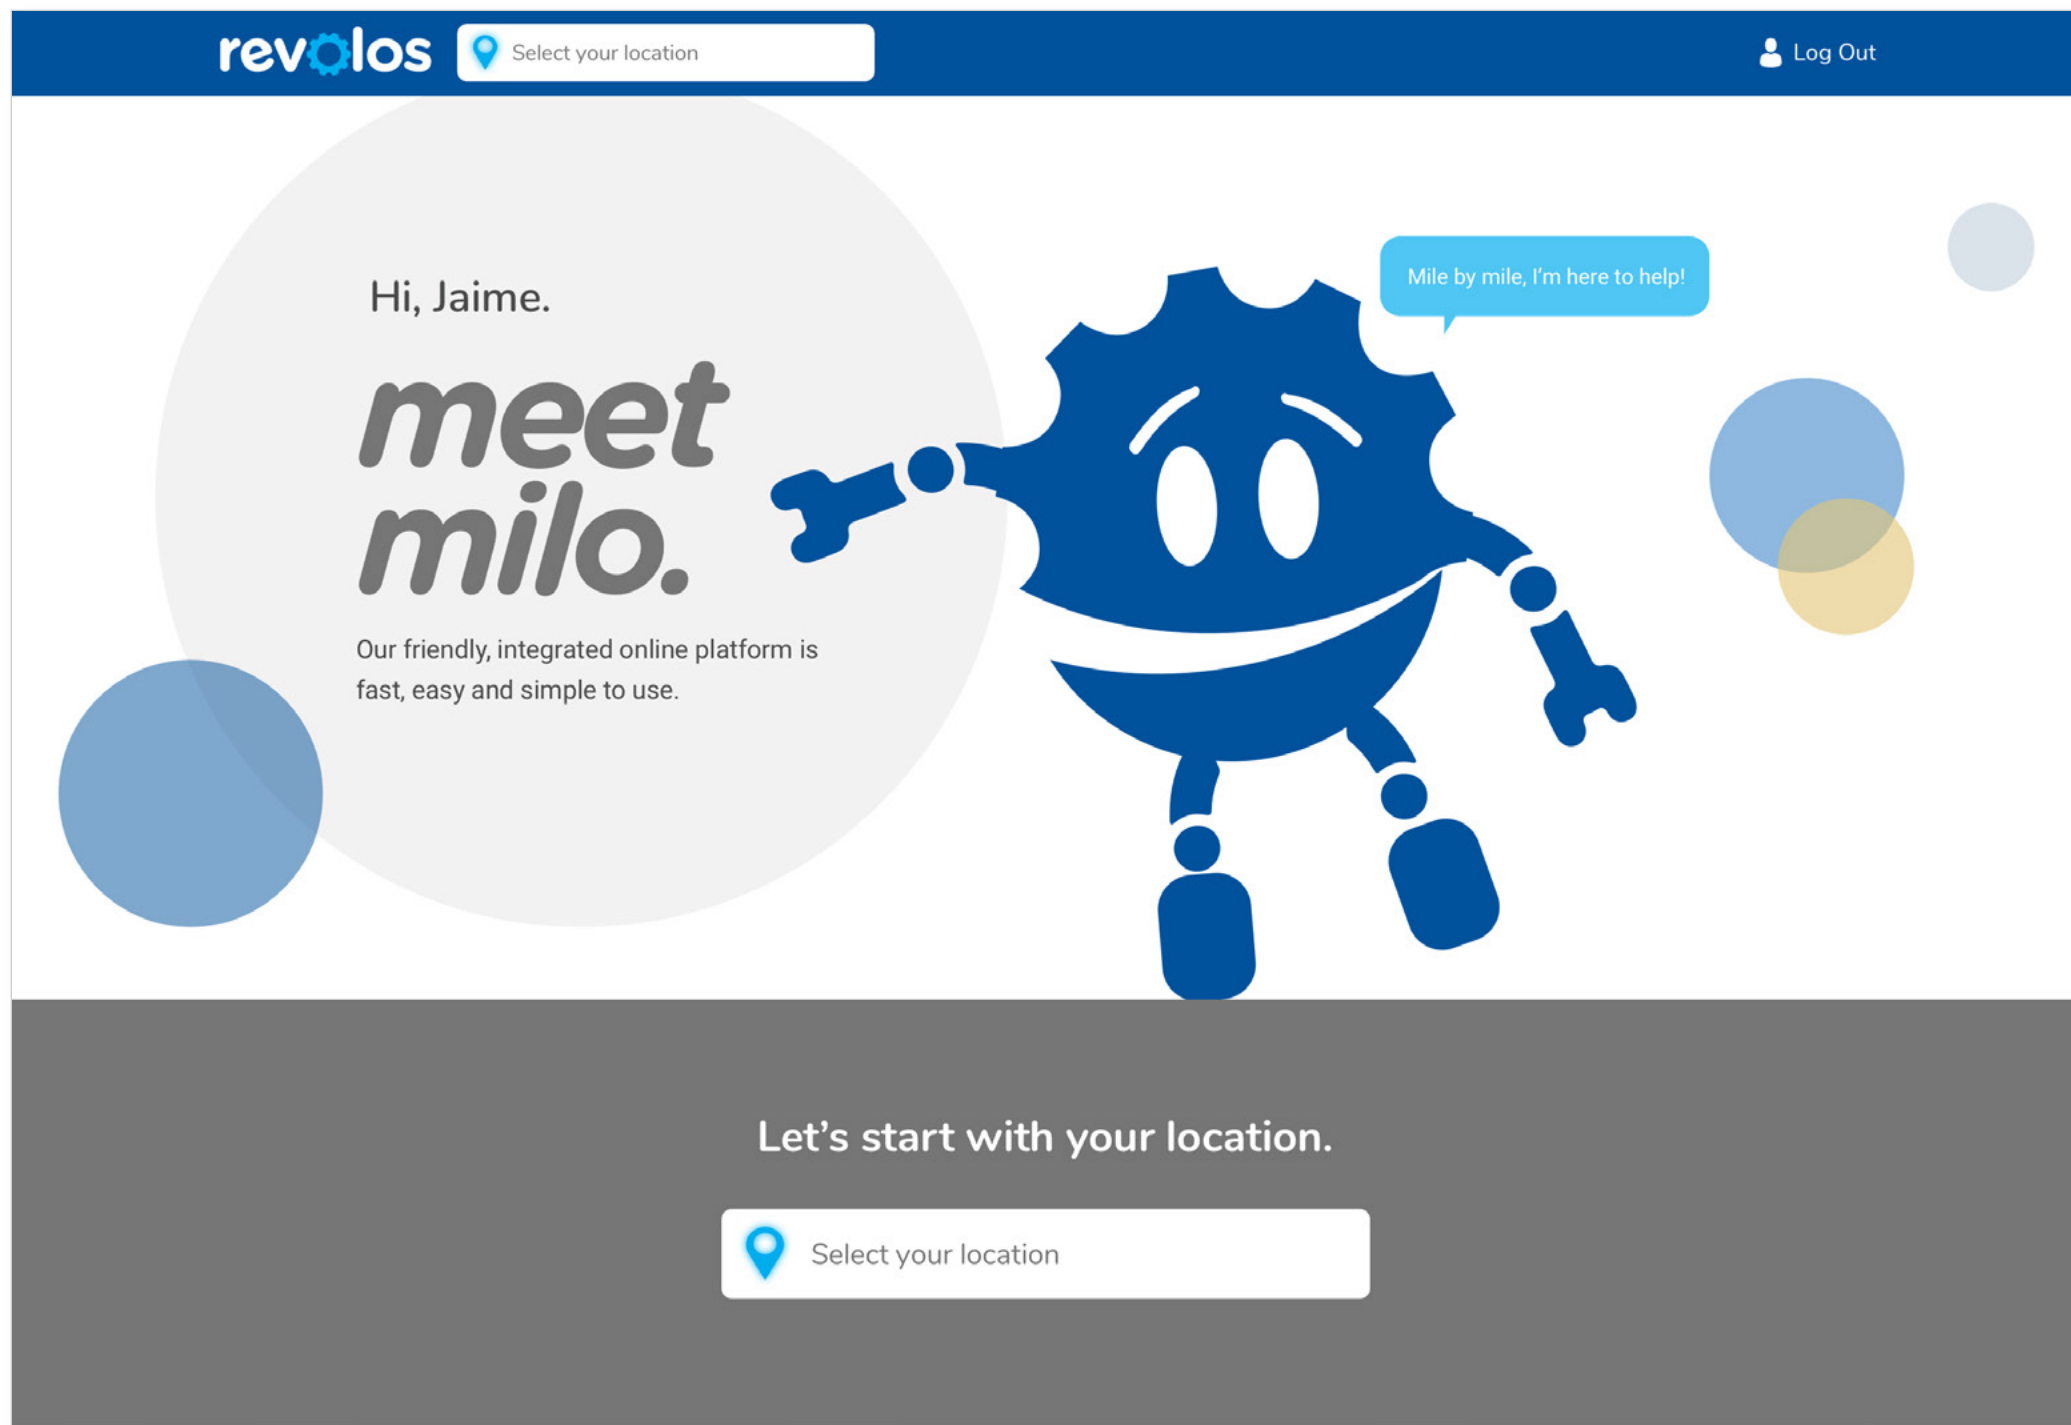 revolos
Select your location
Log Out
Hi, Jaime.
meet
milo.
Our friendly, integrated online platform is
fast, easy and simple to use.
Mile by mile, I'm here to help!
Let's start with your location.
Select your location